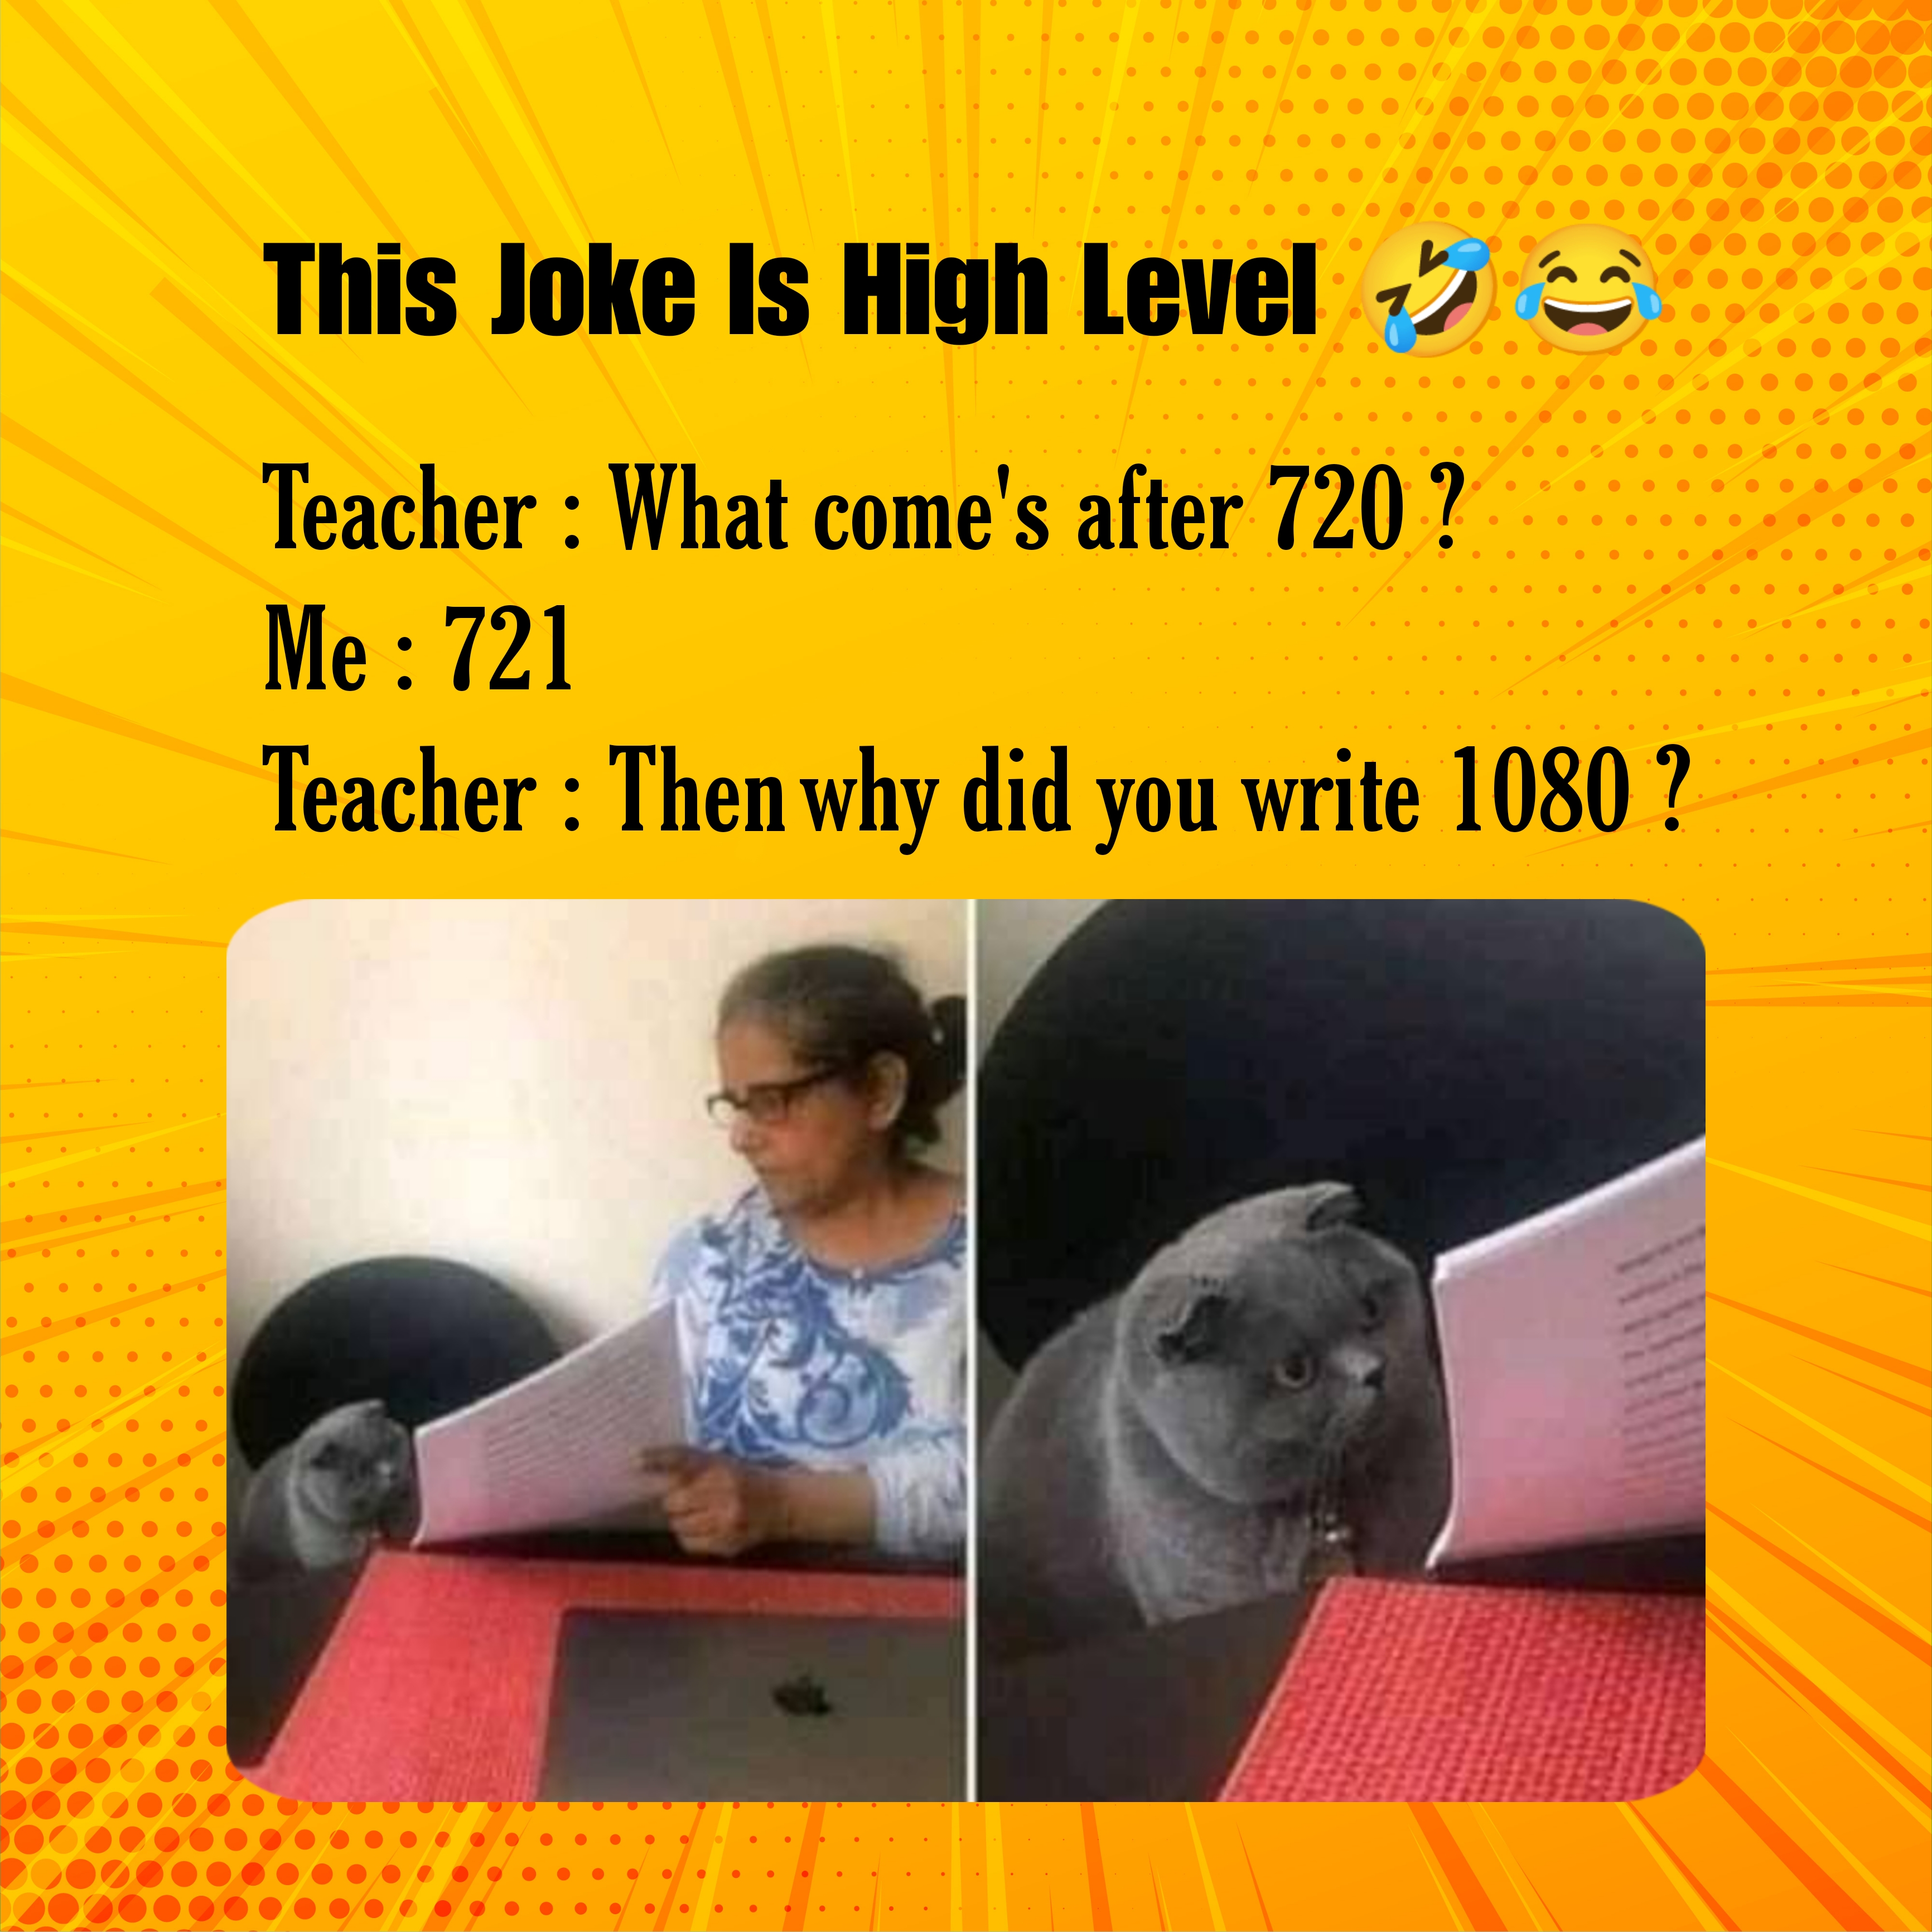 This Joke Is High Level 🤣😂
Teacher : What come's after 720 ?
Me : 721
Teacher : Then why did you write 1080 ?